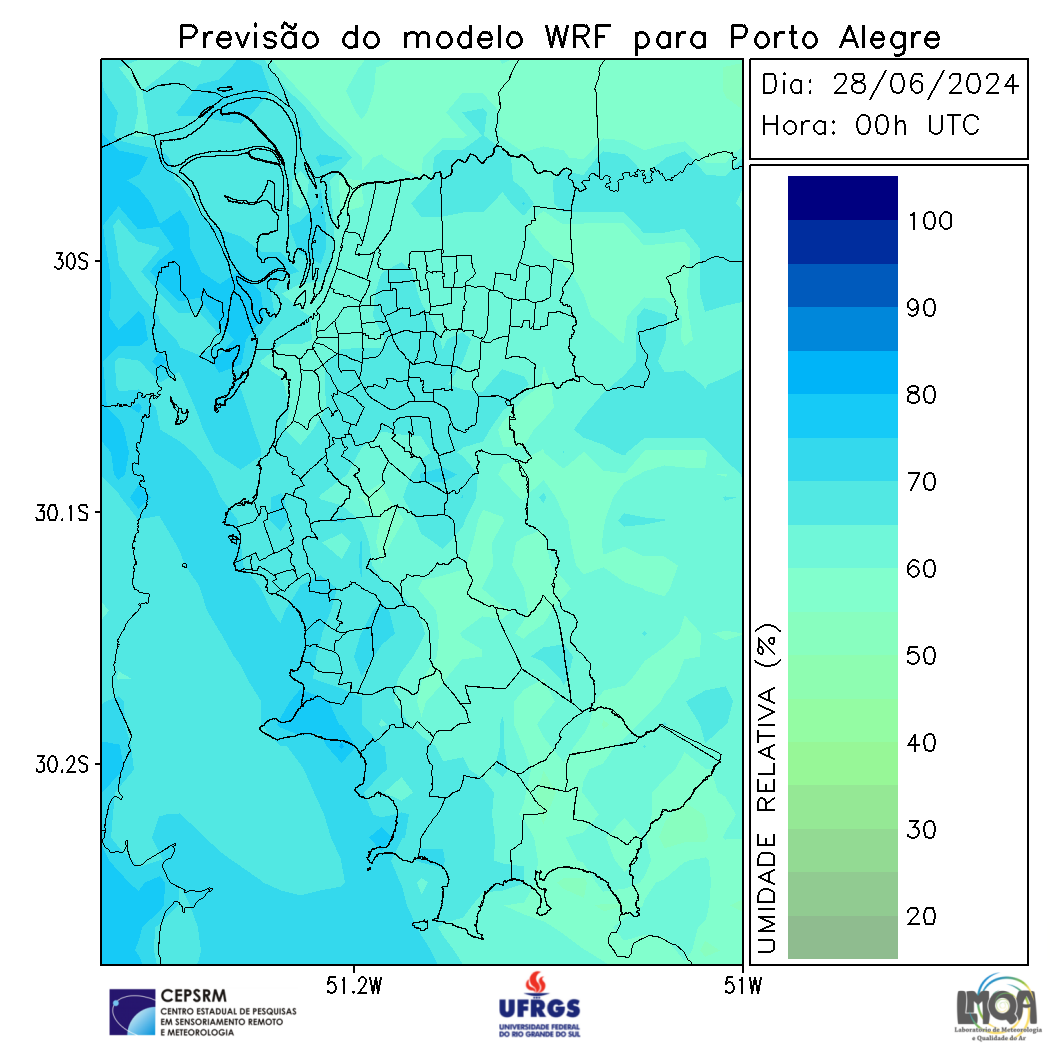 Previsão do modelo WRF para Porto Alegre
Dia: 28/06/2024
Hora: 00h UTC
30S
30.1S
30.2S
51.2W
51W
UMIDADE RELATIVA (%)
100
90
80
70
60
50
40
30
20
CEPSRM
CENTRO ESTADUAL DE PESQUISAS
EM SENSORIAMENTO REMOTO
E METEOROLOGIA
UFRGS
UNIVERSIDADE FEDERAL
DO RIO GRANDE DO SUL
LMQA
Laboratório de Meteorologia
e Qualidade do Ar